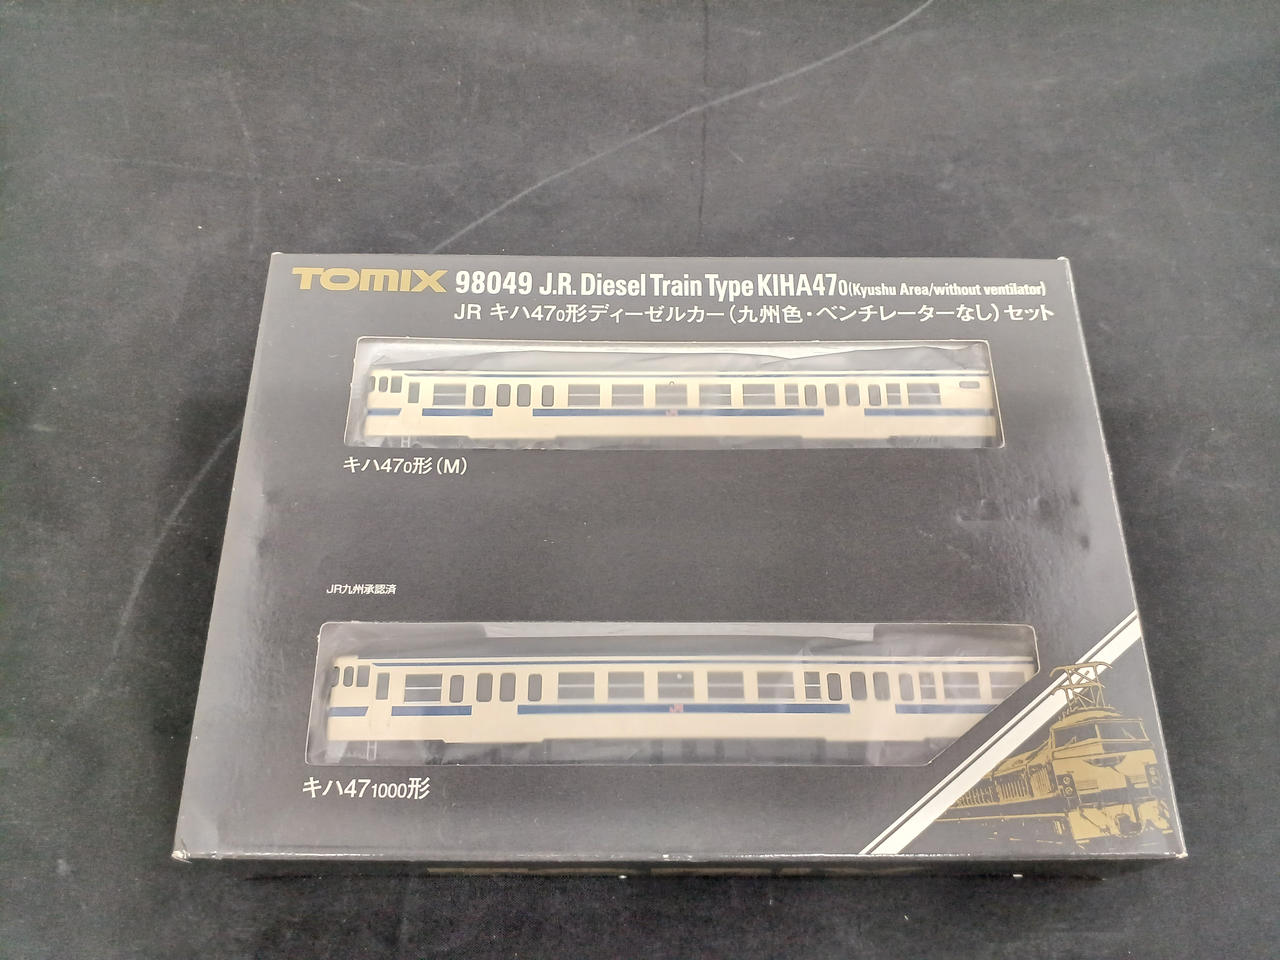 TOMIX 98049 J.R. Diesel Train Type KIHA470(Kyushu Area/without ventilator)
JR キハ470形ディーゼルカー(九州色・ベンチレーターなし)セット
キハ470形(M)
JR九州承認済
JR
キハ471000形